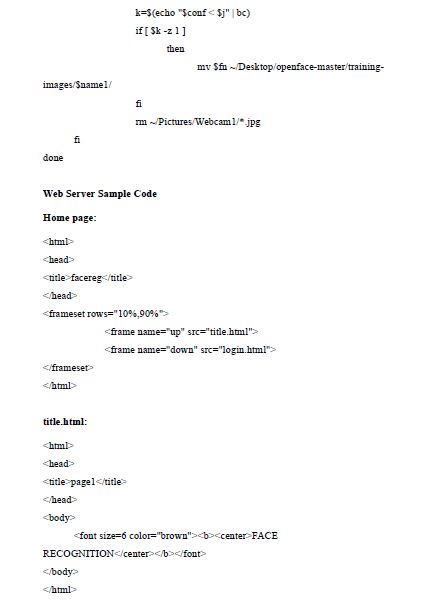 k=$(echo "$conf < $j" | bc)
if [ $k -z 1 ]
then
mv $fn ~/Desktop/openface-master/training-
images/$name1/
fi
rm ~/Pictures/Webcam1/*.jpg
fi
done
Web Server Sample Code
Home page:
<html>
<head>
<title>facereg</title>
</head>
<frameset rows="10%,90%">
<frame name="up" src="title.html">
<frame name="down" src="login.html">
</frameset>
</html>
title.html:
<html>
<head>
<title>page1</title>
</head>
<body>
<font size=6 color="brown"><b><center>FACE
RECOGNITION</center></b></font>
</body>
</html>